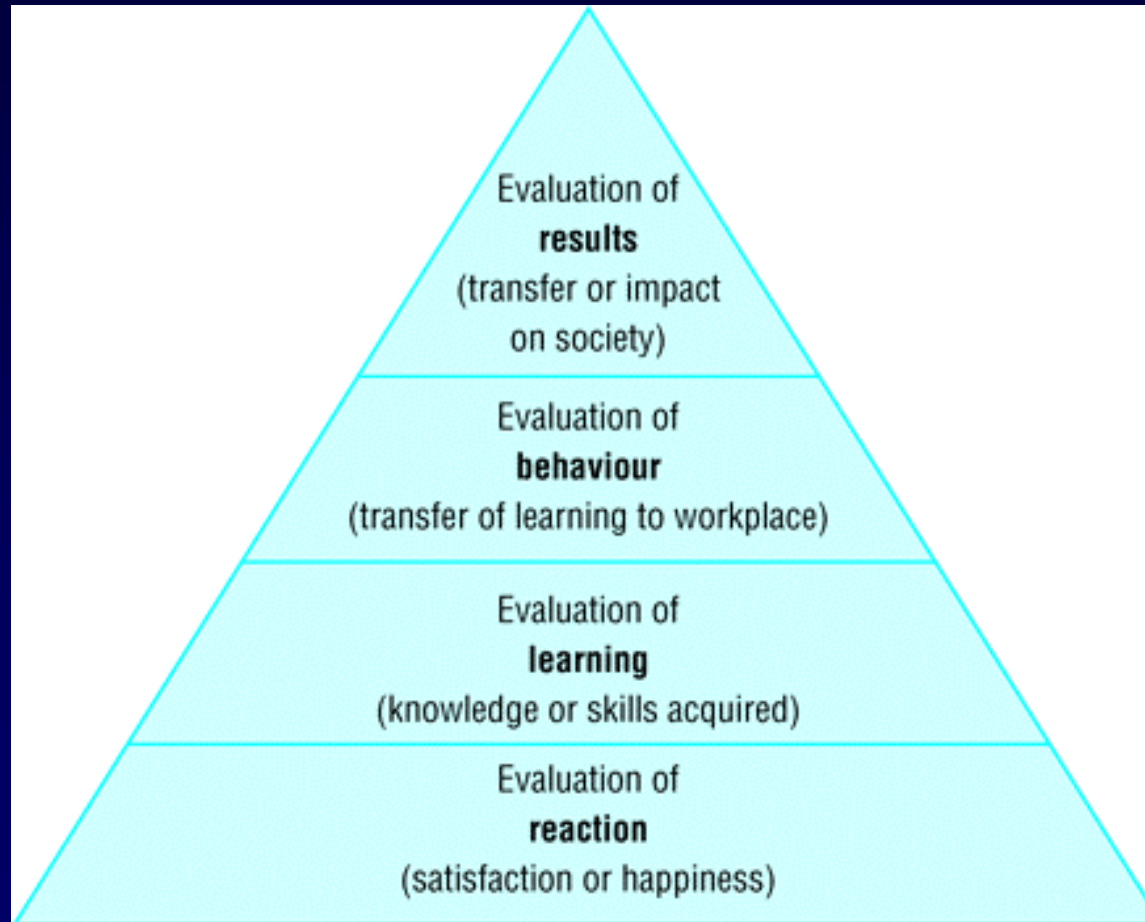 Evaluation of
results
(transfer or impact
on society)
Evaluation of
behaviour
(transfer of learning to workplace)
Evaluation of
learning
(knowledge or skills acquired)
Evaluation of
reaction
(satisfaction or happiness)